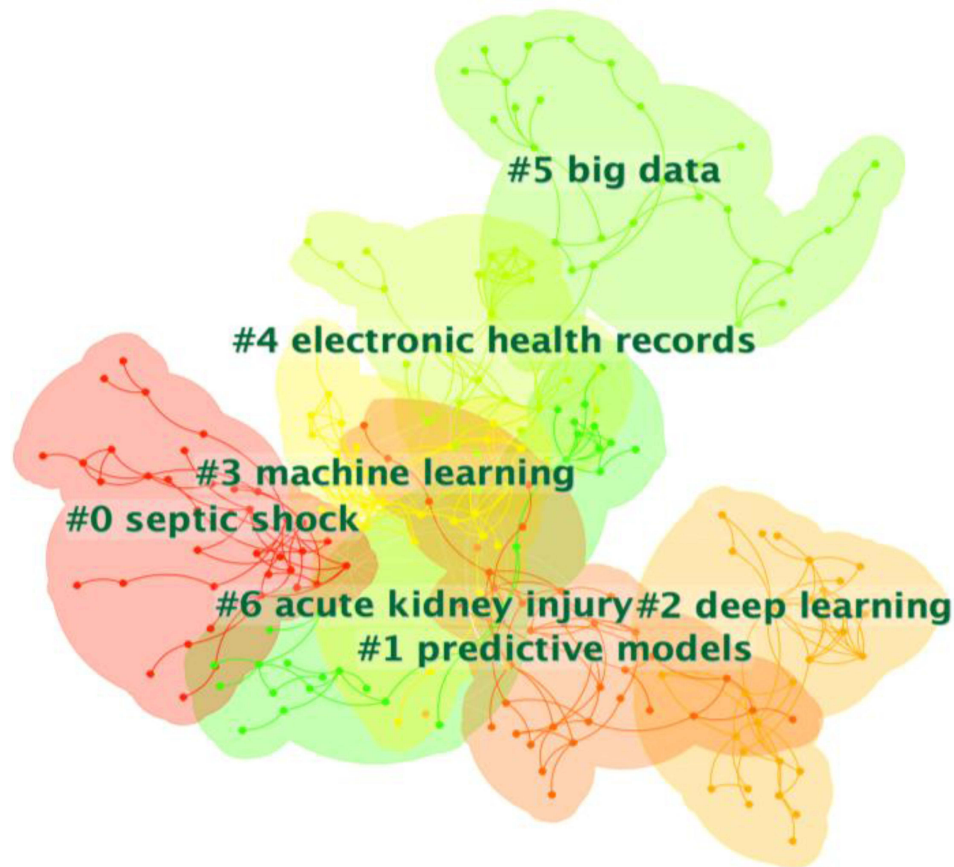 #5 big data
#4 electronic health records
#3 machine learning
#0 septic shock
#6 acute kidney injury #2 deep learning
#1 predictive models